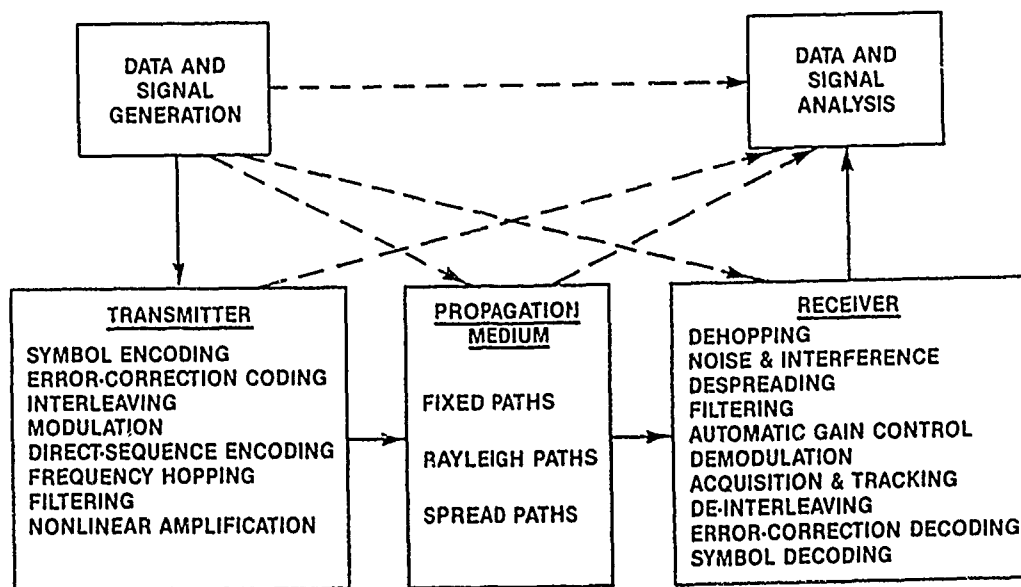 DATA AND
SIGNAL
GENERATION
DATA AND
SIGNAL
ANALYSIS
TRANSMITTER
SYMBOL ENCODING
ERROR-CORRECTION CODING
INTERLEAVING
MODULATION
DIRECT-SEQUENCE ENCODING
FREQUENCY HOPPING
FILTERING
NONLINEAR AMPLIFICATION
PROPAGATION
MEDIUM
FIXED PATHS
RAYLEIGH PATHS
SPREAD PATHS
RECEIVER
DEHOPPING
NOISE & INTERFERENCE
DESPREADING
FILTERING
AUTOMATIC GAIN CONTROL
DEMODULATION
ACQUISITION & TRACKING
DE-INTERLEAVING
ERROR-CORRECTION DECODING
SYMBOL DECODING